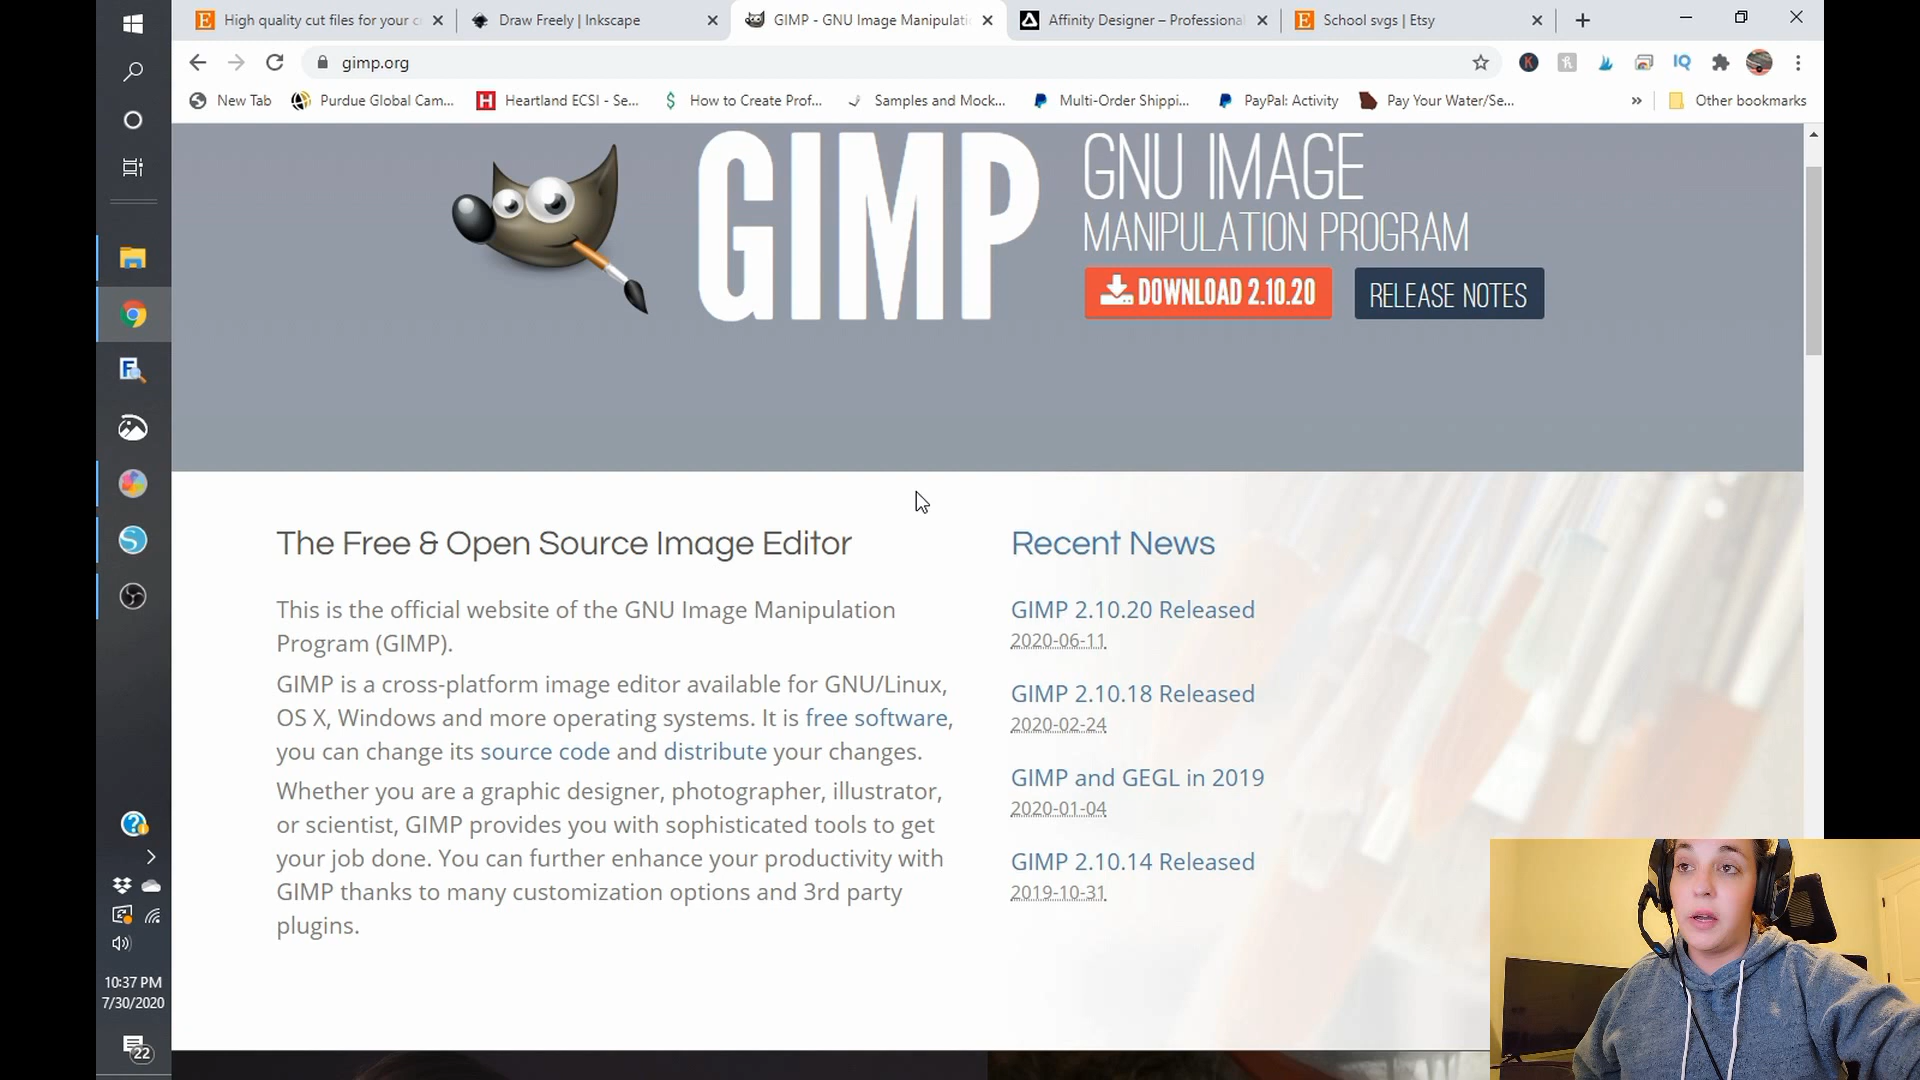 High quality cut files for your c
Draw Freely | Inkscape
GIMP - GNU Image Manipulati
Affinity Designer – Professional
School svgs | Etsy
gimp.org
New Tab
Purdue Global Cam...
Heartland ECSI - Se...
How to Create Prof...
Samples and Mock...
Multi-Order Shippi...
PayPal: Activity
Pay Your Water/Se...
»
Other bookmarks
GIMP
GNU IMAGE
MANIPULATION PROGRAM
DOWNLOAD 2.10.20
RELEASE NOTES
The Free & Open Source Image Editor
This is the official website of the GNU Image Manipulation
Program (GIMP).
GIMP is a cross-platform image editor available for GNU/Linux,
OS X, Windows and more operating systems. It is free software,
you can change its source code and distribute your changes.
Whether you are a graphic designer, photographer, illustrator,
or scientist, GIMP provides you with sophisticated tools to get
your job done. You can further enhance your productivity with
GIMP thanks to many customization options and 3rd party
plugins.
Recent News
GIMP 2.10.20 Released
2020-06-11
GIMP 2.10.18 Released
2020-02-24
GIMP and GEGL in 2019
2020-01-04
GIMP 2.10.14 Released
2019-10-31
10:37 PM
7/30/2020
22